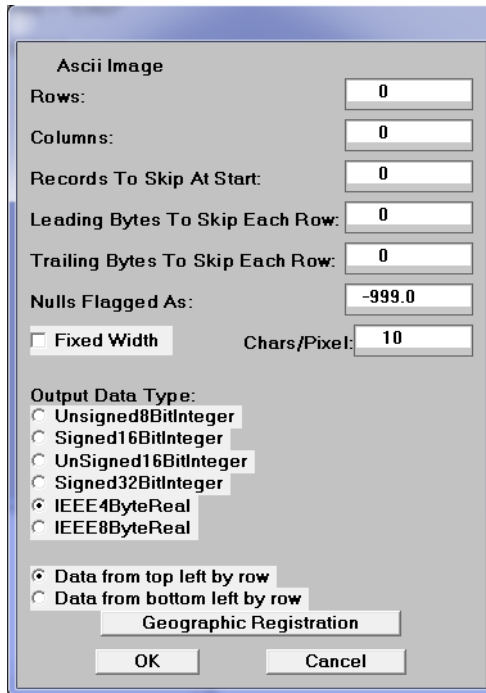 Ascii Image
Rows: 0
Columns: 0
Records To Skip At Start: 0
Leading Bytes To Skip Each Row: 0
Trailing Bytes To Skip Each Row: 0
Nulls Flagged As: -999.0
Fixed Width Chars/Pixel: 10
Output Data Type:
Unsigned8BitInteger
Signed16BitInteger
UnSigned16BitInteger
Signed32BitInteger
IEEE4ByteReal
IEEE8ByteReal
Data from top left by row
Data from bottom left by row
Geographic Registration
OK Cancel